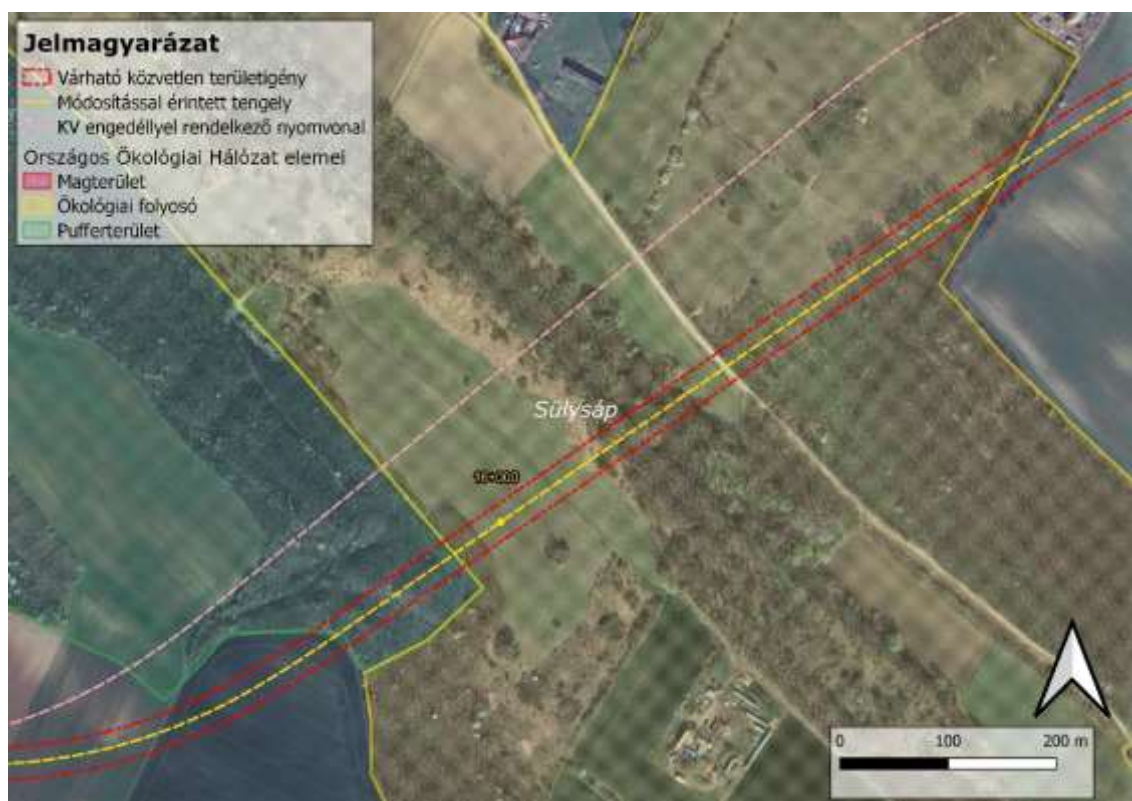 Jelmagyarázat
Várható közvetlen területigény
Módosítással érintett tengely
KV engedéllyel rendelkező nyomvonal
Országos Ökológiai Hálózat elemei
Magterület
Ökológiai folyosó
Pufferterület
Sülysáp
0 100 200 m